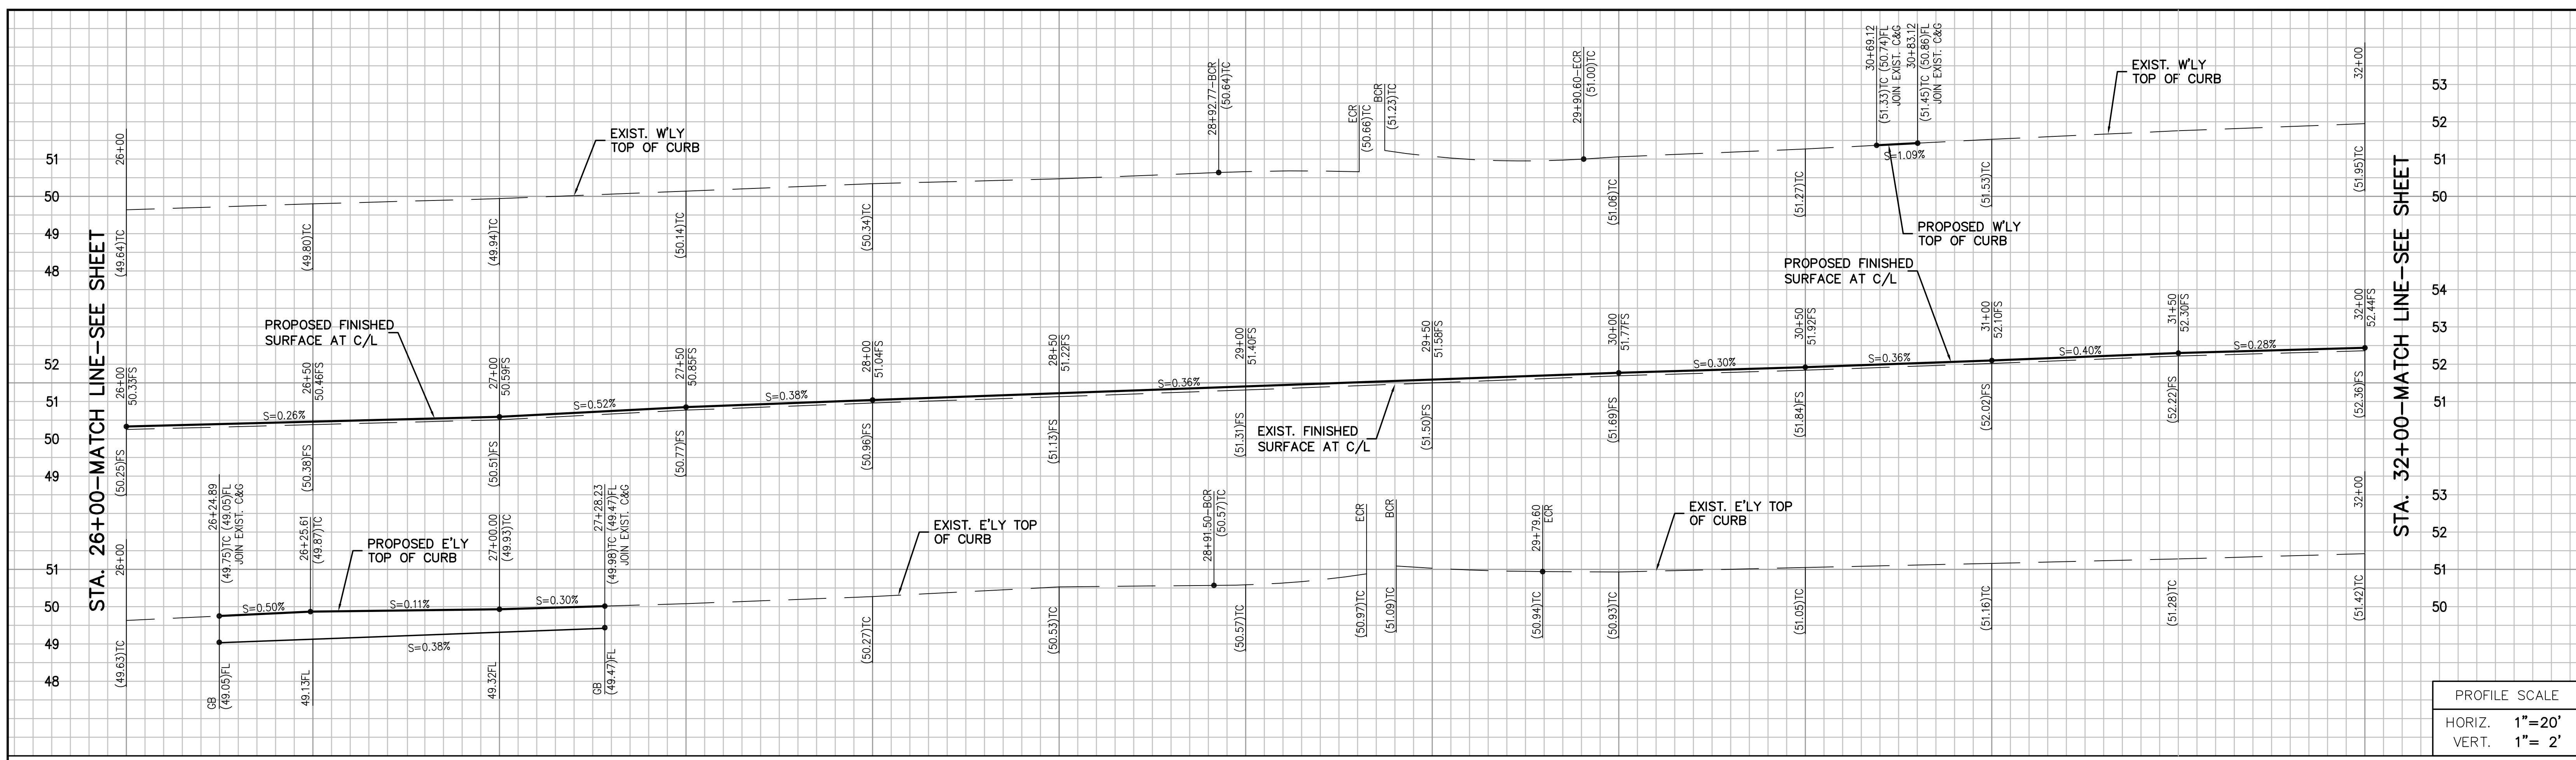 26+00
(49.64)TC
(49.80)TC
(49.94)TC
(50.14)TC
(50.34)TC
EXIST. W'LY
TOP OF CURB
28+92.77-BCR
(50.64)TC
ECR
(50.66)TC
BCR
(51.23)TC
29+90.60-ECR
(51.00)TC
(51.06)TC
(51.27)TC
30+69.12
(51.33)TC (50.74)FL
JOIN EXIST. C&G
30+83.12
(51.45)TC (50.86)FL
JOIN EXIST. C&G
S=1.09%
(51.53)TC
PROPOSED W'LY
TOP OF CURB
EXIST. W'LY
TOP OF CURB
32+00
(51.95)TC
51
50
49
48
53
52
51
50
STA. 26+00-MATCH LINE-SEE SHEET
STA. 32+00-MATCH LINE-SEE SHEET
52
51
50
49
54
53
52
51
PROPOSED FINISHED
SURFACE AT C/L
PROPOSED FINISHED
SURFACE AT C/L
EXIST. FINISHED
SURFACE AT C/L
26+00
50.33FS
26+50
50.46FS
27+00
50.59FS
27+50
50.85FS
28+00
51.04FS
28+50
51.22FS
29+00
51.40FS
29+50
51.58FS
30+00
51.77FS
30+50
51.92FS
31+00
52.10FS
31+50
52.30FS
32+00
52.44FS
S=0.26%
S=0.52%
S=0.38%
S=0.36%
S=0.30%
S=0.36%
S=0.40%
S=0.28%
(50.25)FS
(50.38)FS
(50.51)FS
(50.77)FS
(50.96)FS
(51.13)FS
(51.31)FS
(51.50)FS
(51.69)FS
(51.84)FS
(52.02)FS
(52.22)FS
(52.36)FS
51
50
49
48
53
52
51
50
26+00
(49.63)TC
26+24.89
(49.75)TC (49.05)FL
JOIN EXIST. C&G
26+25.61
(49.87)TC
PROPOSED E'LY
TOP OF CURB
27+00.00
(49.93)TC
27+28.23
(49.98)TC (49.47)FL
JOIN EXIST. C&G
S=0.50%
S=0.11%
S=0.30%
S=0.38%
GB
(49.05)FL
49.13FL
49.32FL
GB
(49.47)FL
EXIST. E'LY TOP
OF CURB
(50.27)TC
(50.53)TC
28+91.50-BCR
(50.57)TC
(50.57)TC
ECR
(50.97)TC
BCR
(51.09)TC
29+79.60
ECR
(50.94)TC
(50.93)TC
EXIST. E'LY TOP
OF CURB
(51.05)TC
(51.16)TC
(51.28)TC
32+00
(51.42)TC
PROFILE SCALE
HORIZ. 1"=20'
VERT. 1"= 2'